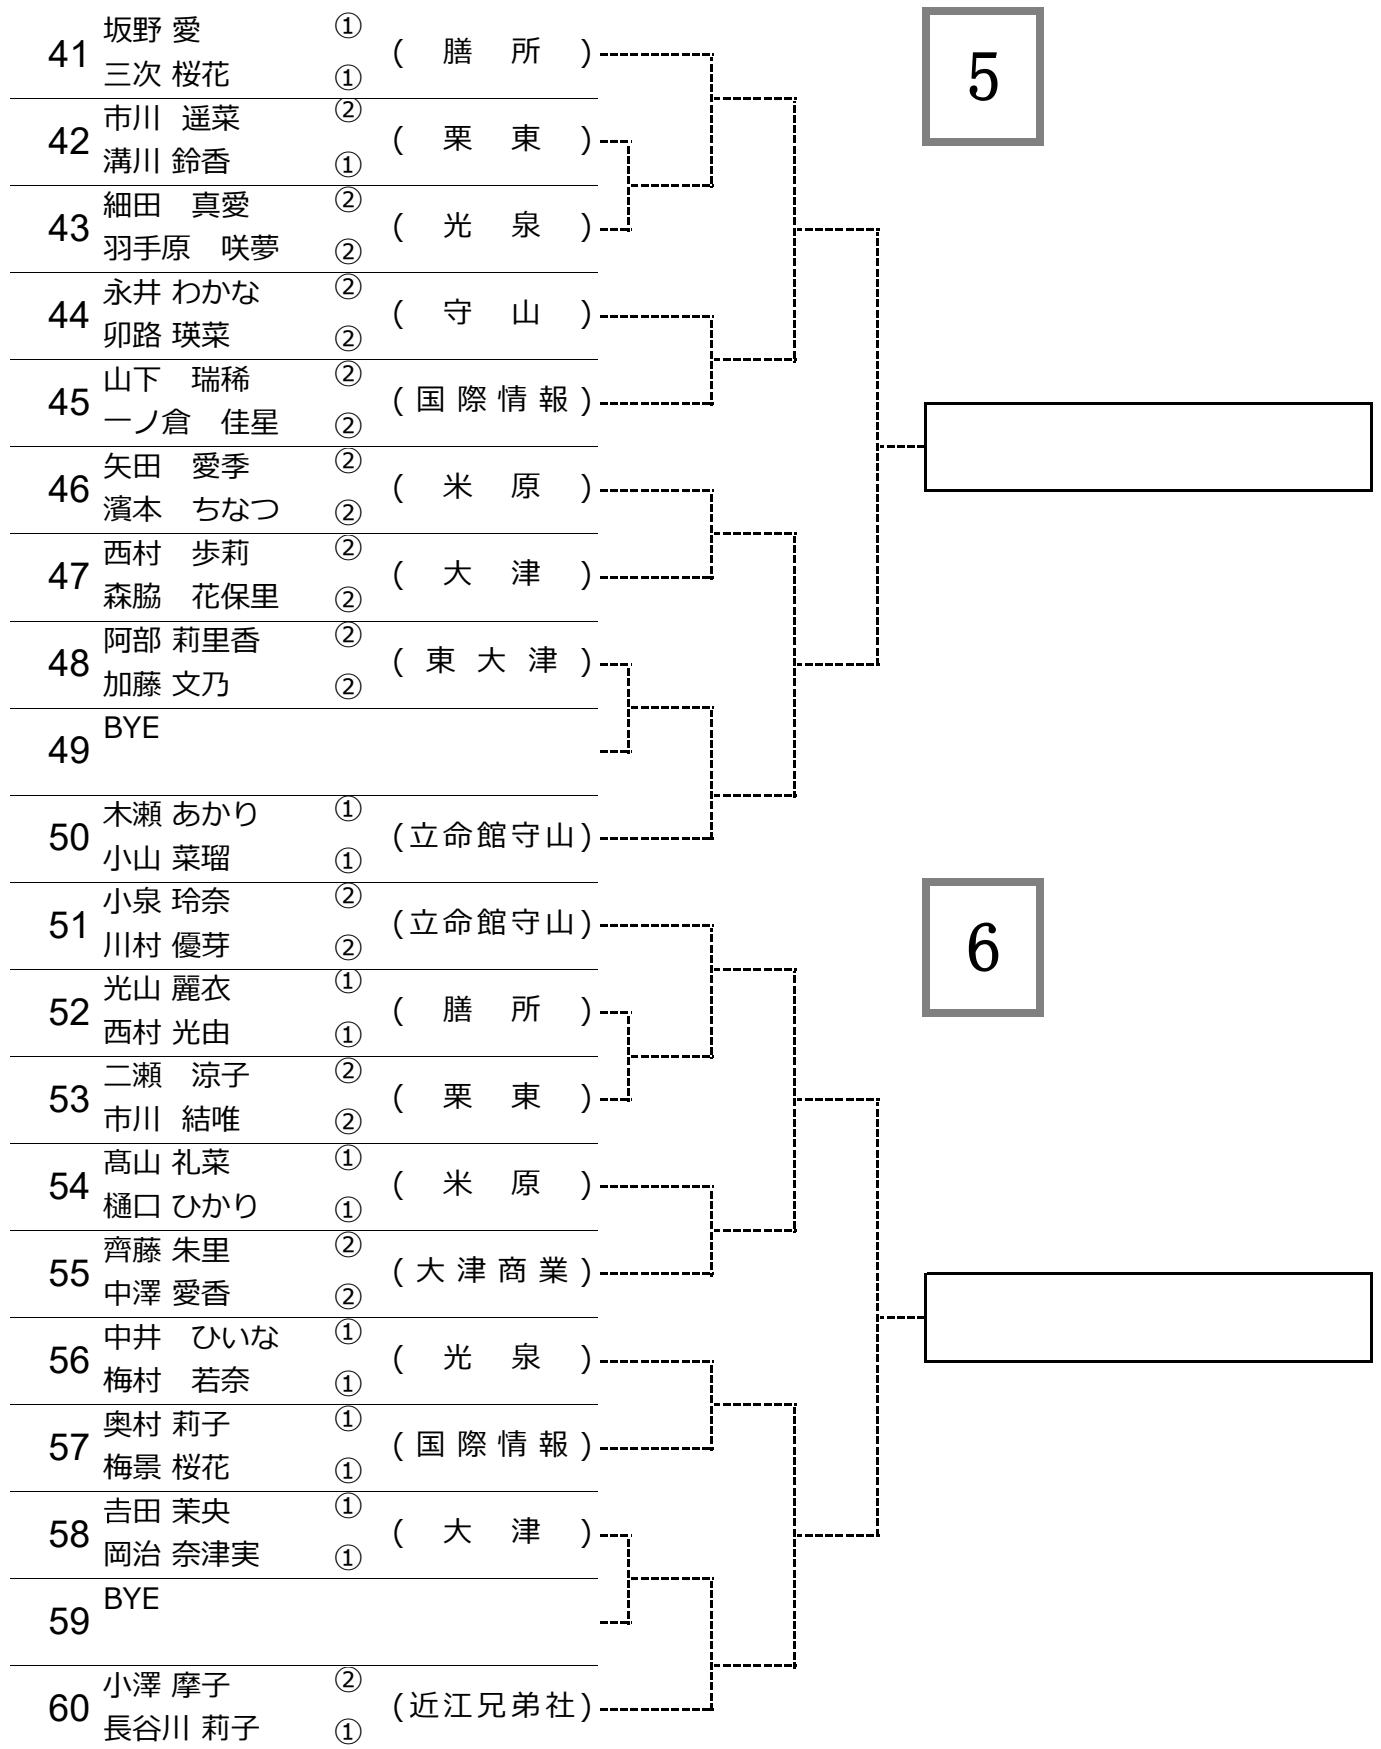 5
41 坂野 愛 ① ( 膳 所 )
三次 桜花 ①
42 市川 遥菜 ② ( 栗 東 )
溝川 鈴香 ①
43 細田 真愛 ② ( 光 泉 )
羽手原 咲夢 ②
44 永井 わかな ② ( 守 山 )
卯路 瑛菜 ②
45 山下 瑞稀 ② ( 国 際 情 報 )
一ノ倉 佳星 ②
46 矢田 愛季 ② ( 米 原 )
濱本 ちなつ ②
47 西村 歩莉 ② ( 大 津 )
森脇 花保里 ②
48 阿部 莉里香 ② ( 東 大 津 )
加藤 文乃 ②
49 BYE
50 木瀬 あかり ① (立命館守山)
小山 菜瑠 ①
6
51 小泉 玲奈 ② (立命館守山)
川村 優芽 ②
52 光山 麗衣 ① ( 膳 所 )
西村 光由 ①
53 二瀬 涼子 ② ( 栗 東 )
市川 結唯 ②
54 髙山 礼菜 ① ( 米 原 )
樋口 ひかり ①
55 齊藤 朱里 ② ( 大 津 商 業 )
中澤 愛香 ②
56 中井 ひいな ① ( 光 泉 )
梅村 若奈 ①
57 奥村 莉子 ① ( 国 際 情 報 )
梅景 桜花 ①
58 吉田 茉央 ① ( 大 津 )
岡治 奈津実 ①
59 BYE
60 小澤 摩子 ② (近江兄弟社)
長谷川 莉子 ①